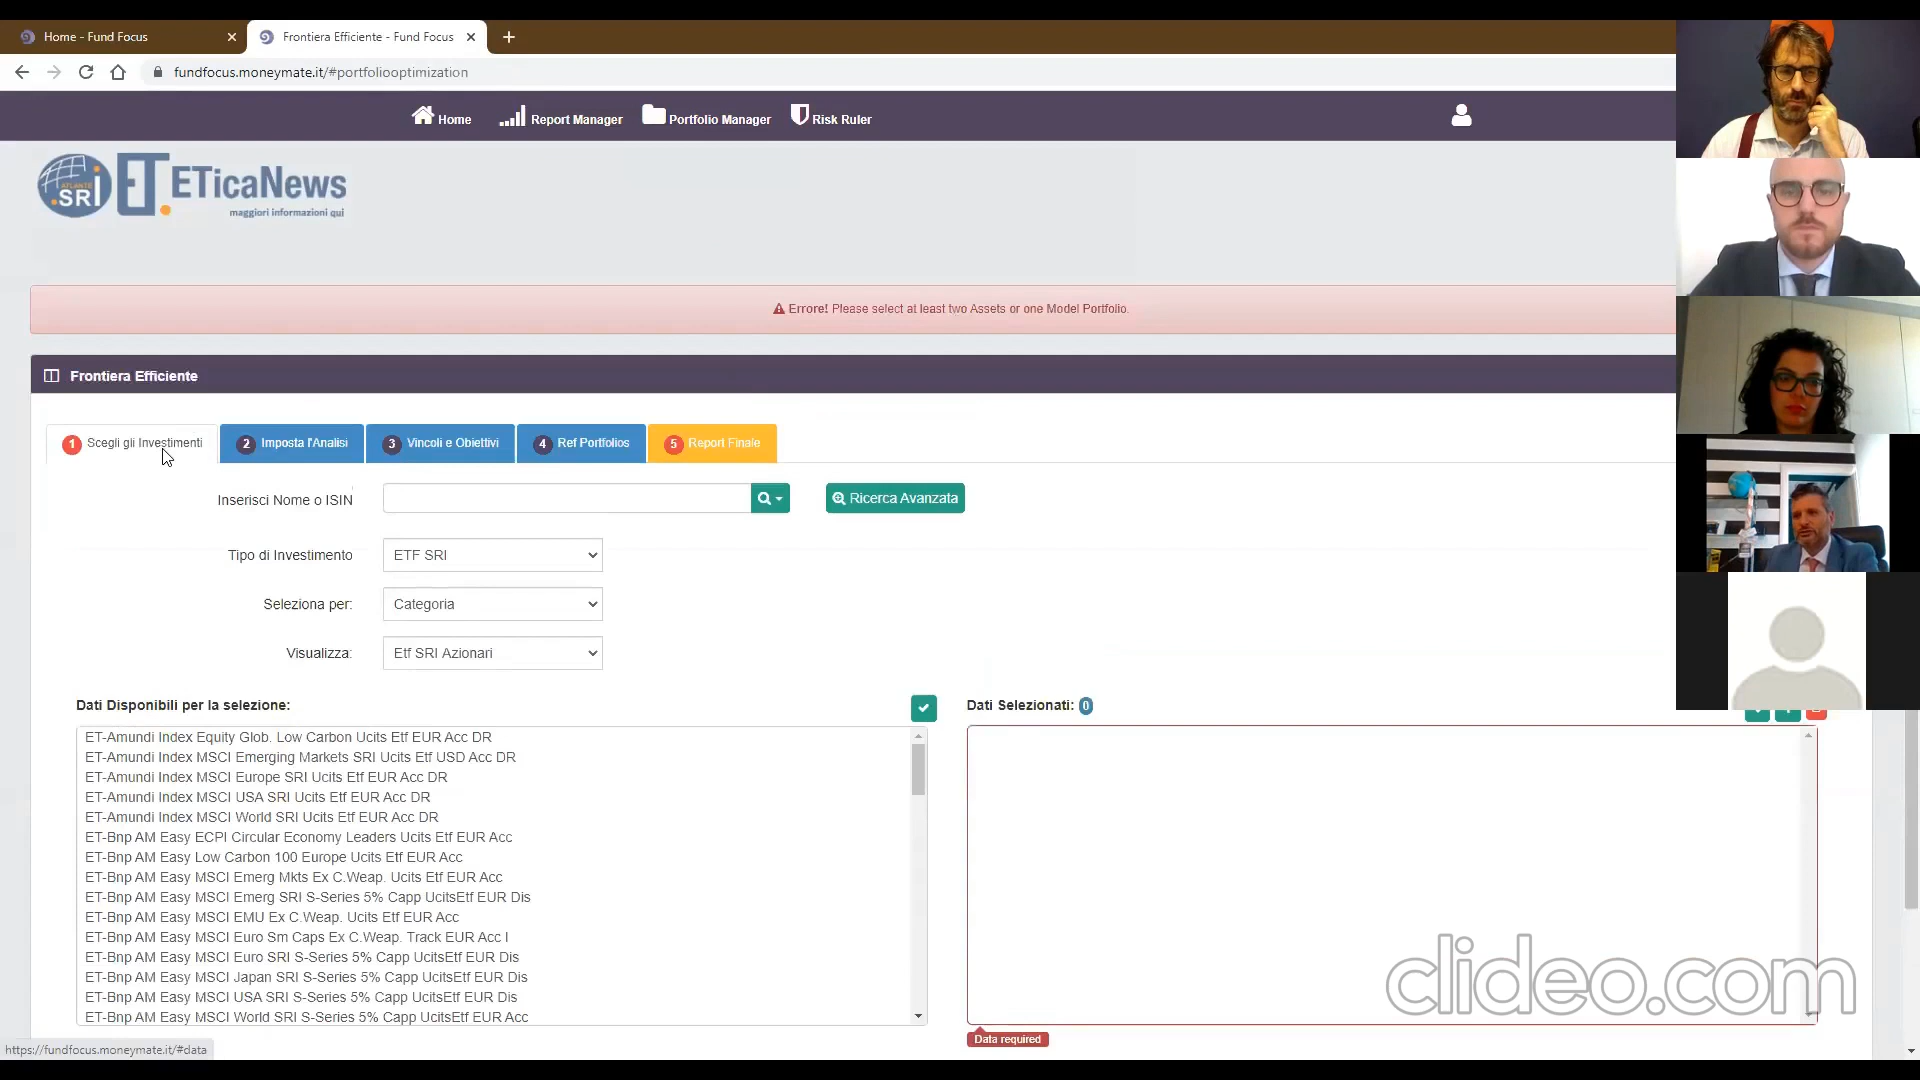 Home - Fund Focus
Frontiera Efficiente - Fund Focus
fundfocus.moneymate.it/#portfoliooptimization
Home
Report Manager
Portfolio Manager
Risk Ruler
ATLANTE
.SRI
ET.
ETicaNews
maggiori informazioni qui
Errore! Please select at least two Assets or one Model Portfolio.
Frontiera Efficiente
1 Scegli gli Investimenti
2 Imposta l'Analisi
3 Vincoli e Obiettivi
4 Ref Portfolios
5 Report Finale
Inserisci Nome o ISIN
Ricerca Avanzata
Tipo di Investimento
ETF SRI
Seleziona per:
Categoria
Visualizza:
Etf SRI Azionari
Dati Disponibili per la selezione:
Dati Selezionati: 0
ET-Amundi Index Equity Glob. Low Carbon Ucits Etf EUR Acc DR
ET-Amundi Index MSCI Emerging Markets SRI Ucits Etf USD Acc DR
ET-Amundi Index MSCI Europe SRI Ucits Etf EUR Acc DR
ET-Amundi Index MSCI USA SRI Ucits Etf EUR Acc DR
ET-Amundi Index MSCI World SRI Ucits Etf EUR Acc DR
ET-Bnp AM Easy ECPI Circular Economy Leaders Ucits Etf EUR Acc
ET-Bnp AM Easy Low Carbon 100 Europe Ucits Etf EUR Acc
ET-Bnp AM Easy MSCI Emerg Mkts Ex C.Weap. Ucits Etf EUR Acc
ET-Bnp AM Easy MSCI Emerg SRI S-Series 5% Capp UcitsEtf EUR Dis
ET-Bnp AM Easy MSCI EMU Ex C.Weap. Ucits Etf EUR Acc
ET-Bnp AM Easy MSCI Euro Sm Caps Ex C.Weap. Track EUR Acc I
ET-Bnp AM Easy MSCI Euro SRI S-Series 5% Capp UcitsEtf EUR Dis
ET-Bnp AM Easy MSCI Japan SRI S-Series 5% Capp UcitsEtf EUR Dis
ET-Bnp AM Easy MSCI USA SRI S-Series 5% Capp UcitsEtf EUR Dis
ET-Bnp AM Easy MSCI World SRI S-Series 5% Capp UcitsEtf EUR Acc
clideo.com
Data required
https://fundfocus.moneymate.it/#data